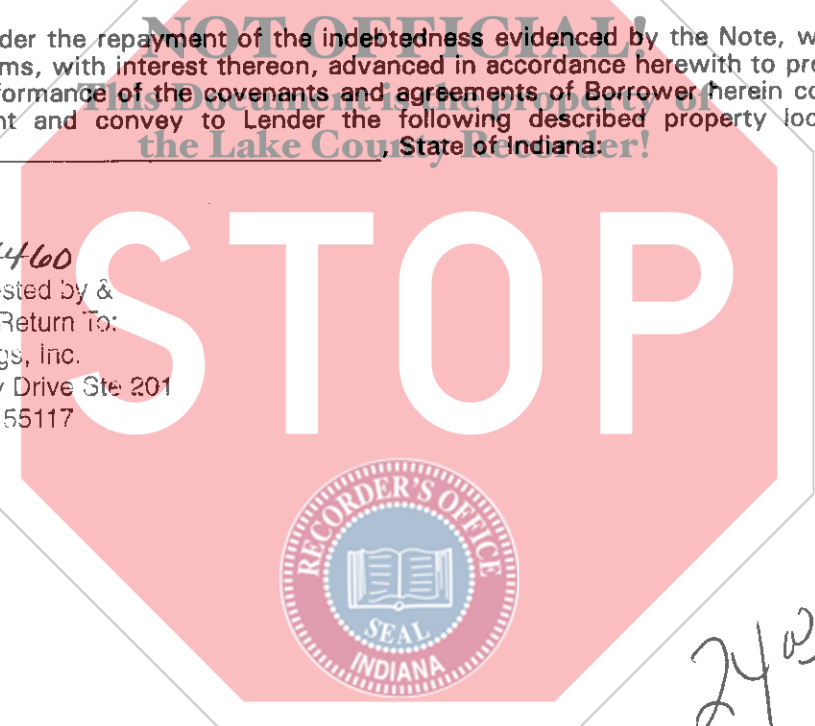 NOT OFFICIAL!
der the repayment of the indebtedness evidenced by the Note, w
ms, with interest thereon, advanced in accordance herewith to pro
This Document is the property of
formance of the covenants and agreements of Borrower herein co
nt and convey to Lender the following described property loc
the Lake County Recorder!
, State of Indiana:
4460
sted by &
Return To:
gs, Inc.
y Drive Ste 201
55117
STOP
RECORDER'S OFFICE
SEAL
INDIANA
24